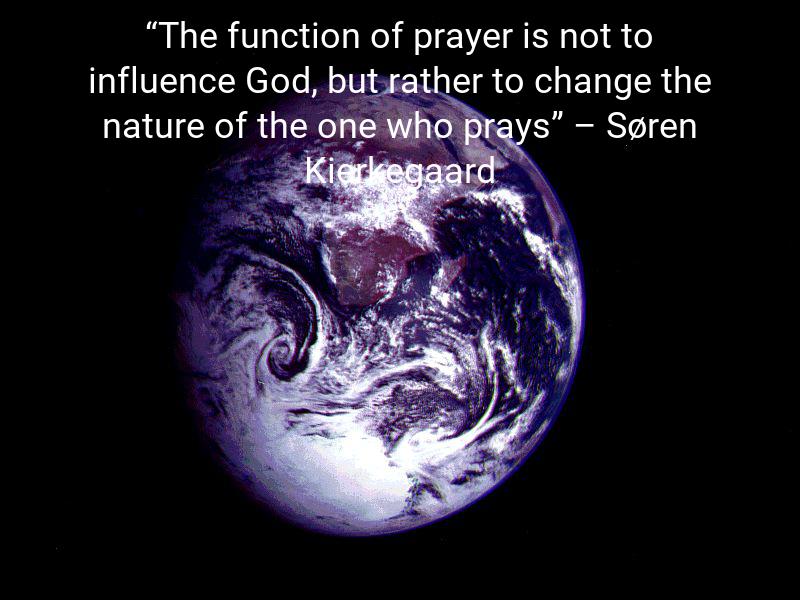 “The function of prayer is not to
influence God, but rather to change the
nature of the one who prays” – Søren
Kierkegaard